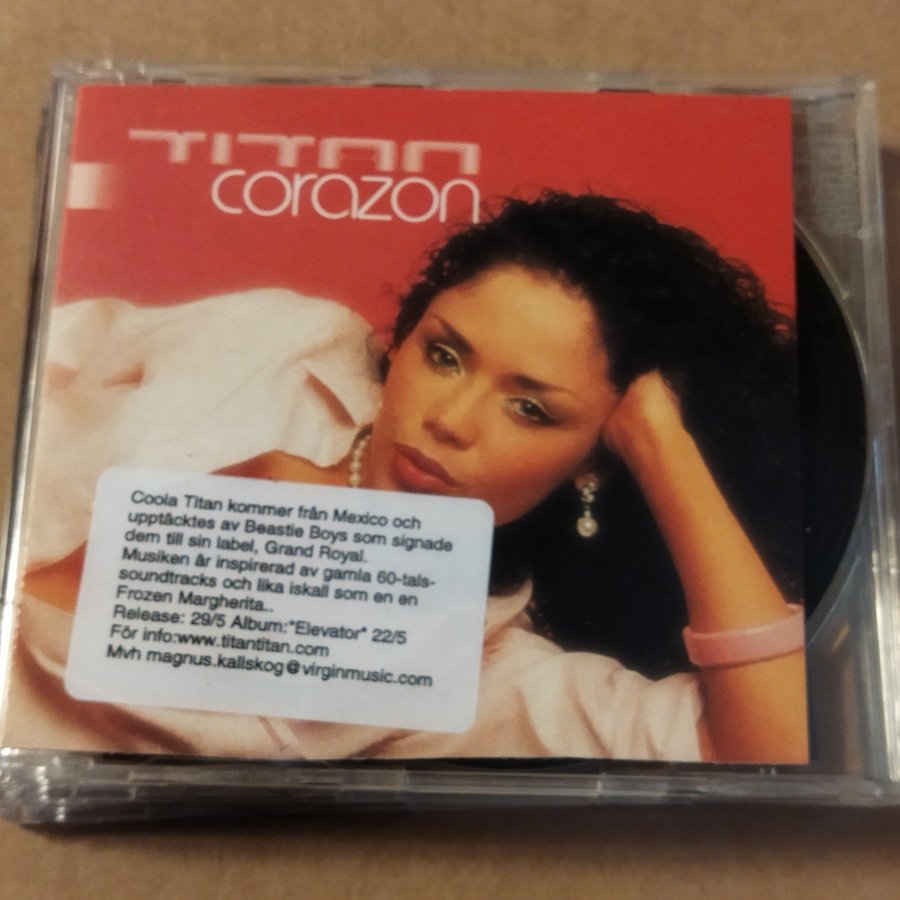 TITAN
corazon
Coola Titan kommer från Mexico och
upptäcktes av Beastie Boys som signade
dem till sin label, Grand Royal.
Musiken är inspirerad av gamla 60-tals-
soundtracks och lika iskall som en en
Frozen Margherita..
Release: 29/5 Album:"Elevator" 22/5
För info:www.titantitan.com
Mvh magnus.kallskog@virginmusic.com